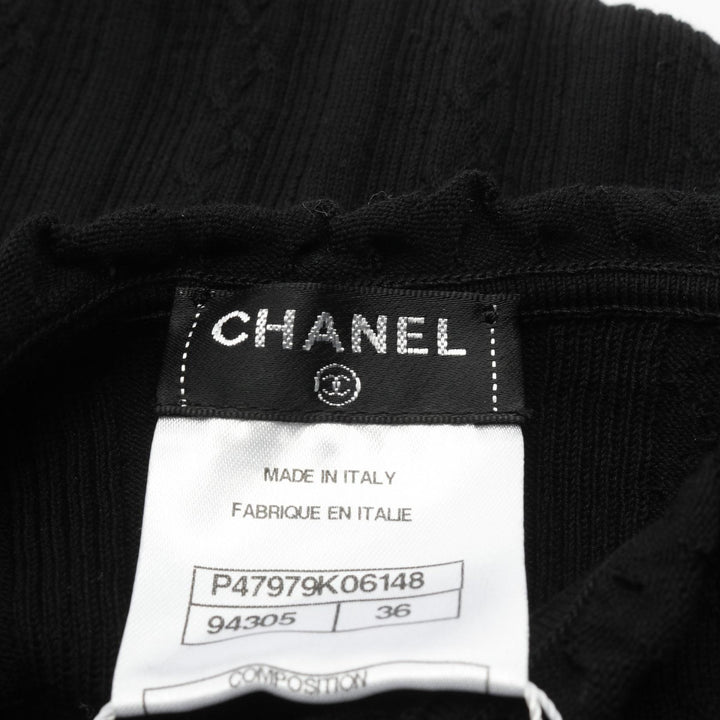 CHANEL
MADE IN ITALY
FABRIQUE EN ITALIE
P47979K06148
94305 36
COMPOSITION